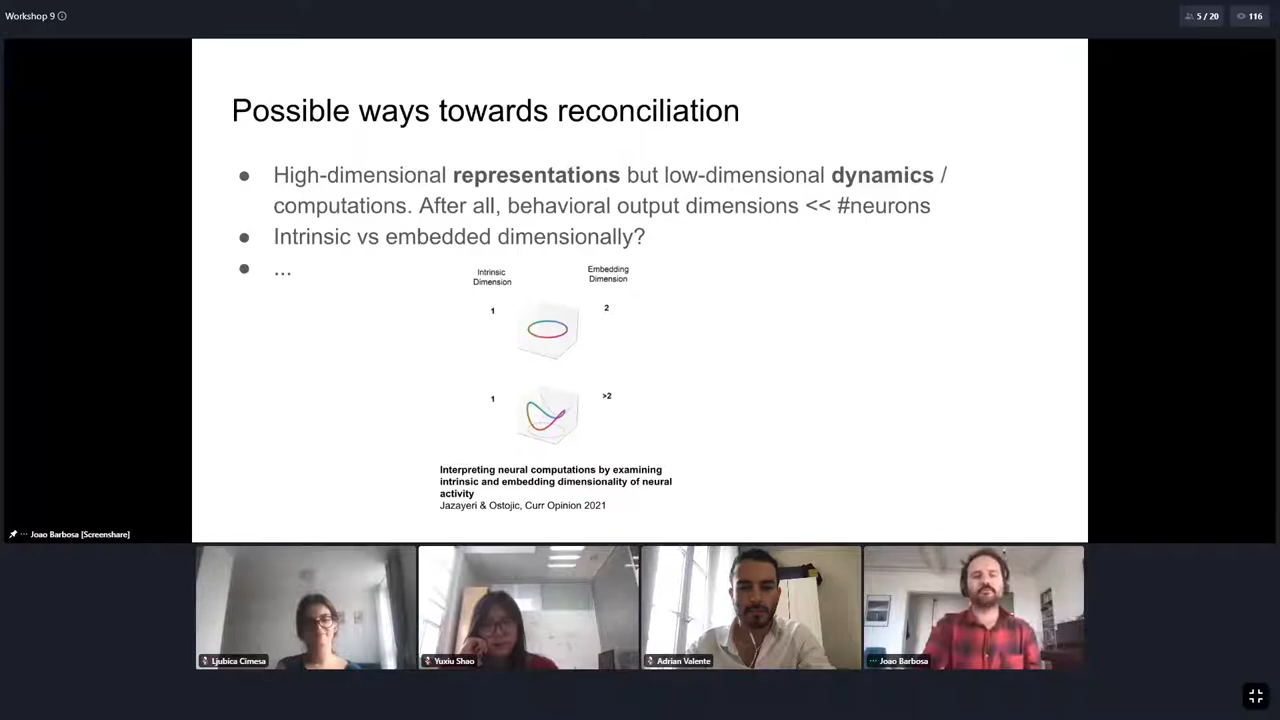 Workshop 9
5 / 20
116
Possible ways towards reconciliation
● High-dimensional representations but low-dimensional dynamics /
computations. After all, behavioral output dimensions << #neurons
● Intrinsic vs embedded dimensionally?
● ...
Intrinsic
Dimension
Embedding
Dimension
1
2
1
>2
Interpreting neural computations by examining
intrinsic and embedding dimensionality of neural
activity
Jazayeri & Ostojic, Curr Opinion 2021
Joao Barbosa [Screenshare]
Ljubica Cimesa
Yuxiu Shao
Adrian Valente
Joao Barbosa